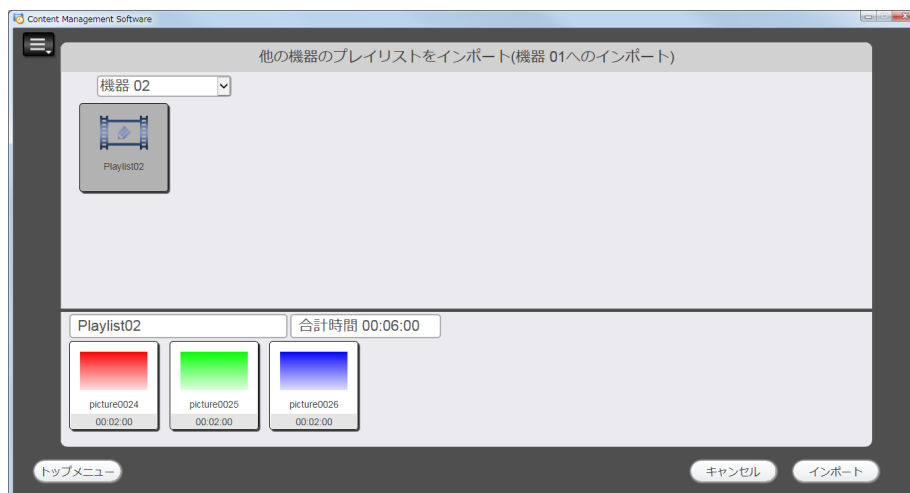 Content Management Software
他の機器のプレイリストをインポート(機器 01へのインポート)
機器 02
Playlist02
Playlist02
合計時間 00:06:00
picture0024
picture0025
picture0026
00:02:00
00:02:00
00:02:00
トップメニュー
キャンセル
インポート